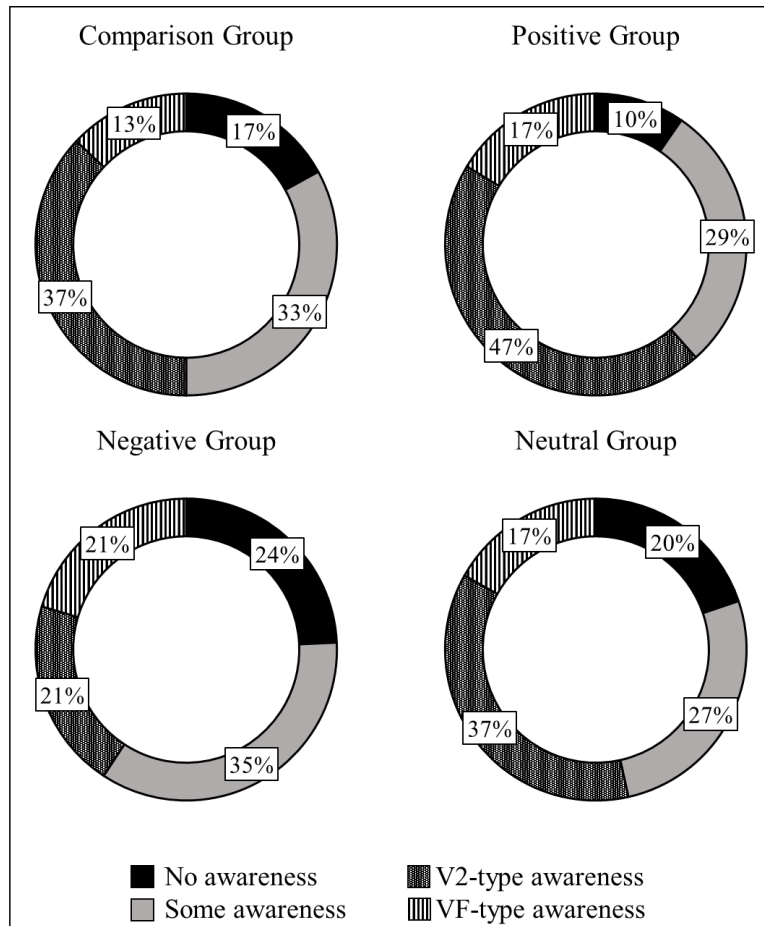 Comparison Group
Positive Group
13%
17%
37%
33%
17%
10%
29%
47%
Negative Group
Neutral Group
21%
24%
21%
35%
17%
20%
37%
27%
No awareness
V2-type awareness
Some awareness
VF-type awareness